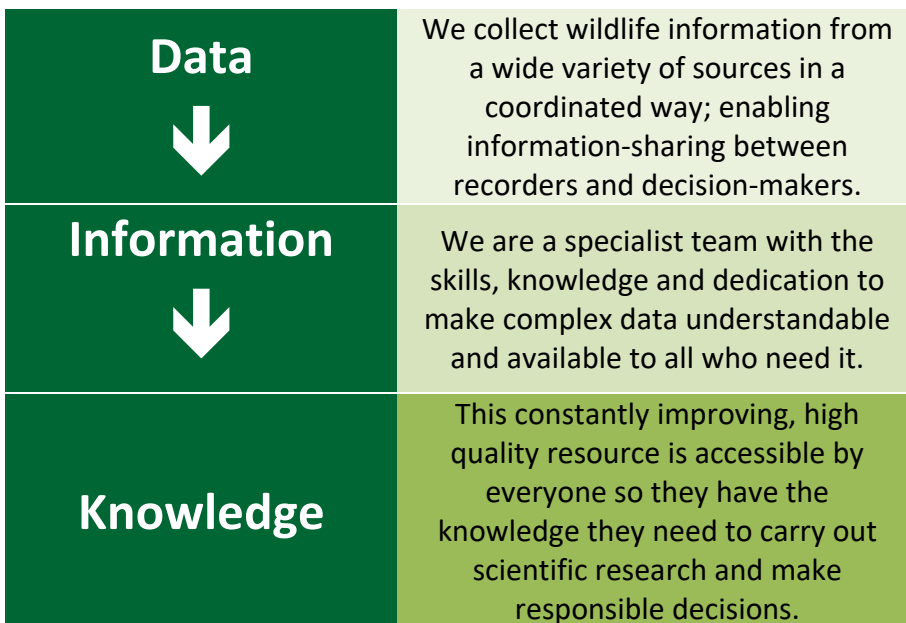 Data
We collect wildlife information from
a wide variety of sources in a
coordinated way; enabling
information-sharing between
recorders and decision-makers.
Information
We are a specialist team with the
skills, knowledge and dedication to
make complex data understandable
and available to all who need it.
Knowledge
This constantly improving, high
quality resource is accessible by
everyone so they have the
knowledge they need to carry out
scientific research and make
responsible decisions.